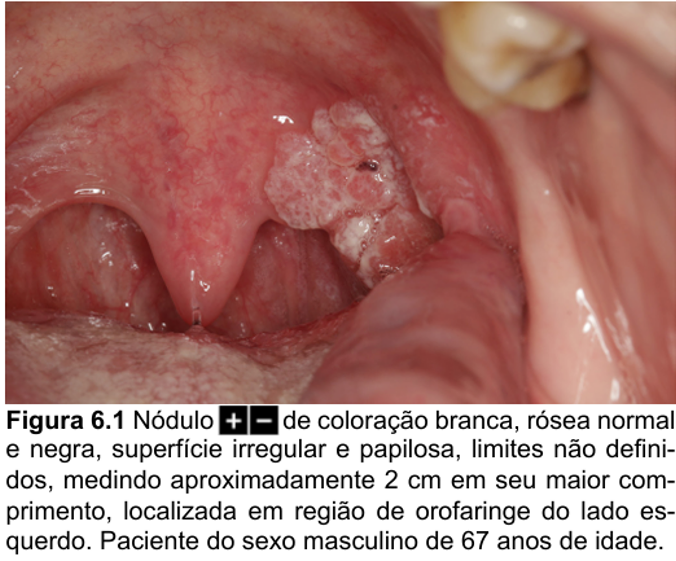 Figura 6.1 Nódulo + − de coloração branca, rósea normal
e negra, superfície irregular e papilosa, limites não defini-
dos, medindo aproximadamente 2 cm em seu maior com-
primento, localizada em região de orofaringe do lado es-
querdo. Paciente do sexo masculino de 67 anos de idade.